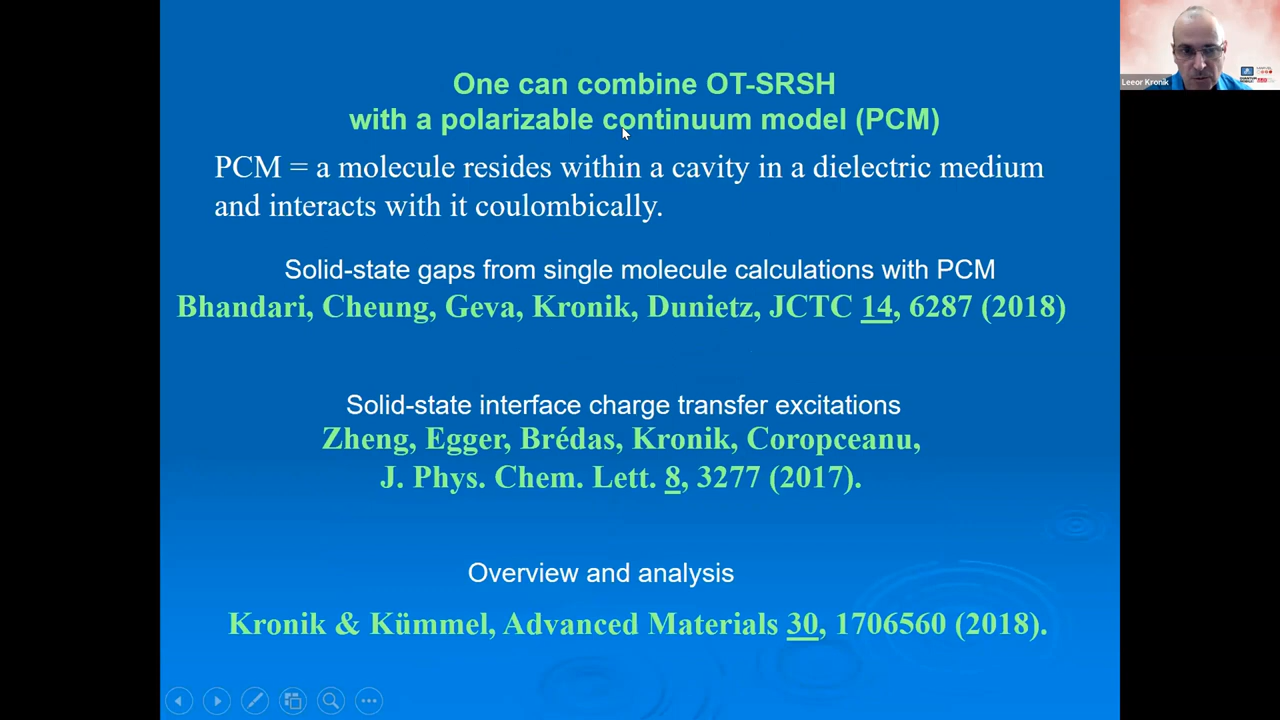 One can combine OT-SRSH
with a polarizable continuum model (PCM)
PCM = a molecule resides within a cavity in a dielectric medium
and interacts with it coulombically.
Solid-state gaps from single molecule calculations with PCM
Bhandari, Cheung, Geva, Kronik, Dunietz, JCTC 14, 6287 (2018)
Solid-state interface charge transfer excitations
Zheng, Egger, Brédas, Kronik, Coropceanu,
J. Phys. Chem. Lett. 8, 3277 (2017).
Overview and analysis
Kronik & Kümmel, Advanced Materials 30, 1706560 (2018).
Leeor Kronik